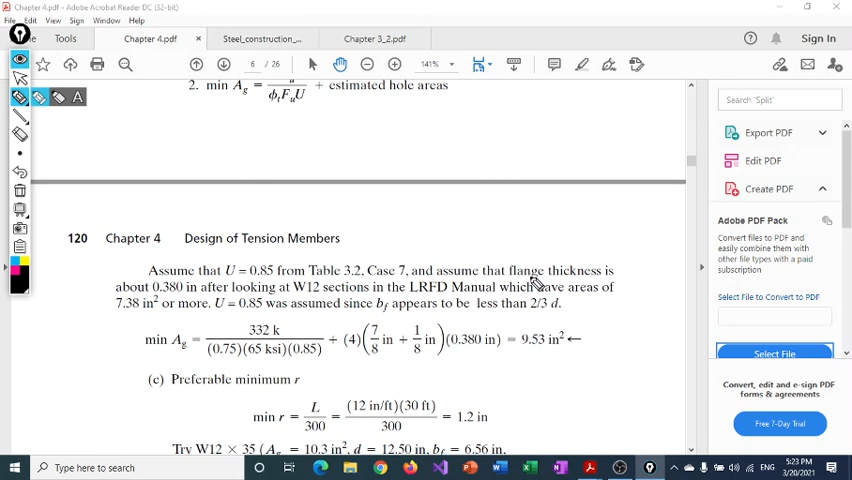 Chapter 4.pdf - Adobe Acrobat Reader DC (32-bit)
File Edit View Sign Window Help
Home Tools Chapter 4.pdf × Steel_construction_... Chapter 3_2.pdf Sign In
6 / 26 141%
2. min Ag = u / ϕtFuU + estimated hole areas
Search 'Split'
Export PDF
Edit PDF
Create PDF
Adobe PDF Pack
Convert files to PDF and
easily combine them with
other file types with a paid
subscription
Select File to Convert to PDF
Select File
Convert, edit and e-sign PDF
forms & agreements
Free 7-Day Trial
120 Chapter 4 Design of Tension Members
Assume that U = 0.85 from Table 3.2, Case 7, and assume that flange thickness is
about 0.380 in after looking at W12 sections in the LRFD Manual which have areas of
7.38 in² or more. U = 0.85 was assumed since bf appears to be less than 2/3 d.
min Ag = 332 k / (0.75)(65 ksi)(0.85) + (4)(7/8 in + 1/8 in)(0.380 in) = 9.53 in² ←
(c) Preferable minimum r
min r = L / 300 = (12 in/ft)(30 ft) / 300 = 1.2 in
Try W12 × 35 (Ag = 10.3 in², d = 12.50 in, bf = 6.56 in,
Type here to search
ENG
5:23 PM
3/20/2021